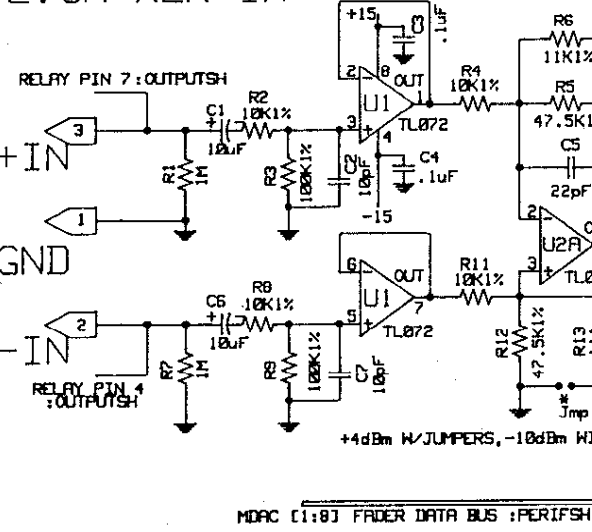 +15
C3
.1uF
R6
11K1%
RELAY PIN 7:OUTPUTSH
2
8
OUT
1
R4
10K1%
R5
47.5K1
C1
+
10uF
R2
10K1%
U1
3
4
TL072
3
+IN
R1
1M
R3
100K1%
C2
10pF
C4
.1uF
C5
22pF
-15
1
GND
2
U2A
3
TL0
6
OUT
U1
7
5
TL072
R11
10K1%
C6
+
10uF
R8
10K1%
2
-IN
R7
1M
R9
100K1%
C7
10pF
R12
47.5K1%
R13
RELAY PIN 4
:OUTPUTSH
*
Jmp
+4dBm W/JUMPERS,-10dBm WI
MDAC [1:8] FADER DATA BUS :PERIFSH